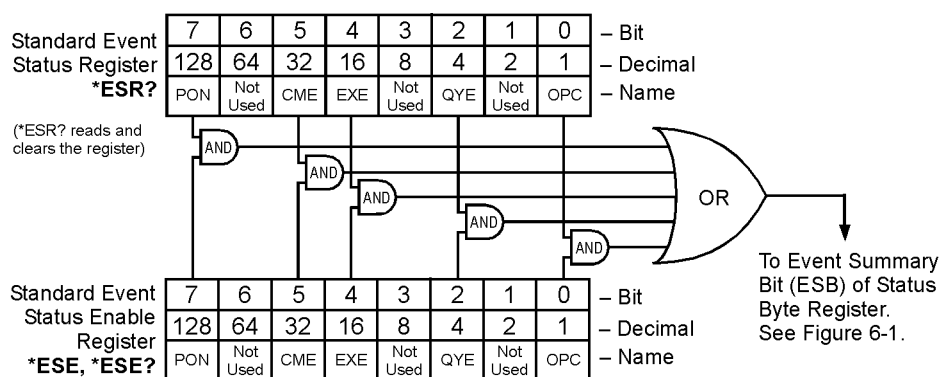 Standard Event
Status Register
*ESR?
7 6 5 4 3 2 1 0 – Bit
128 64 32 16 8 4 2 1 – Decimal
PON Not Used CME EXE Not Used QYE Not Used OPC – Name
(*ESR? reads and
clears the register)
AND
AND
AND
AND
AND
OR
To Event Summary
Bit (ESB) of Status
Byte Register.
See Figure 6-1.
Standard Event
Status Enable
Register
*ESE, *ESE?
7 6 5 4 3 2 1 0 – Bit
128 64 32 16 8 4 2 1 – Decimal
PON Not Used CME EXE Not Used QYE Not Used OPC – Name